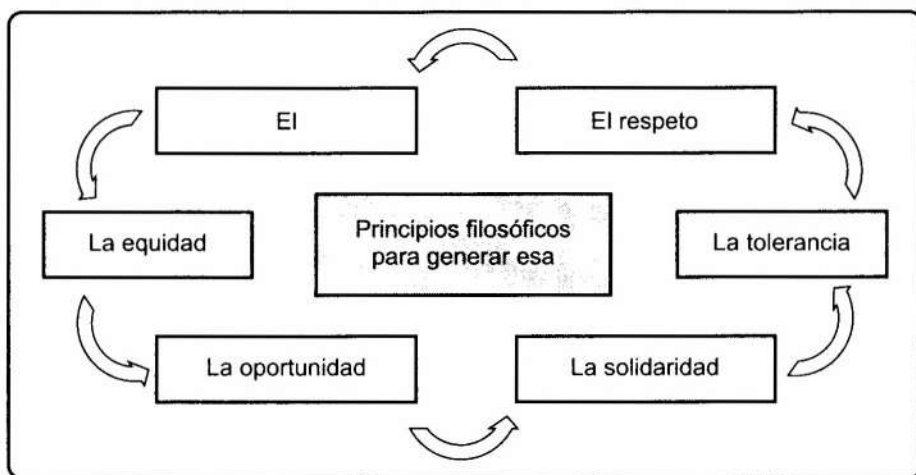 El
El respeto
La equidad
Principios filosóficos
para generar esa
La tolerancia
La oportunidad
La solidaridad